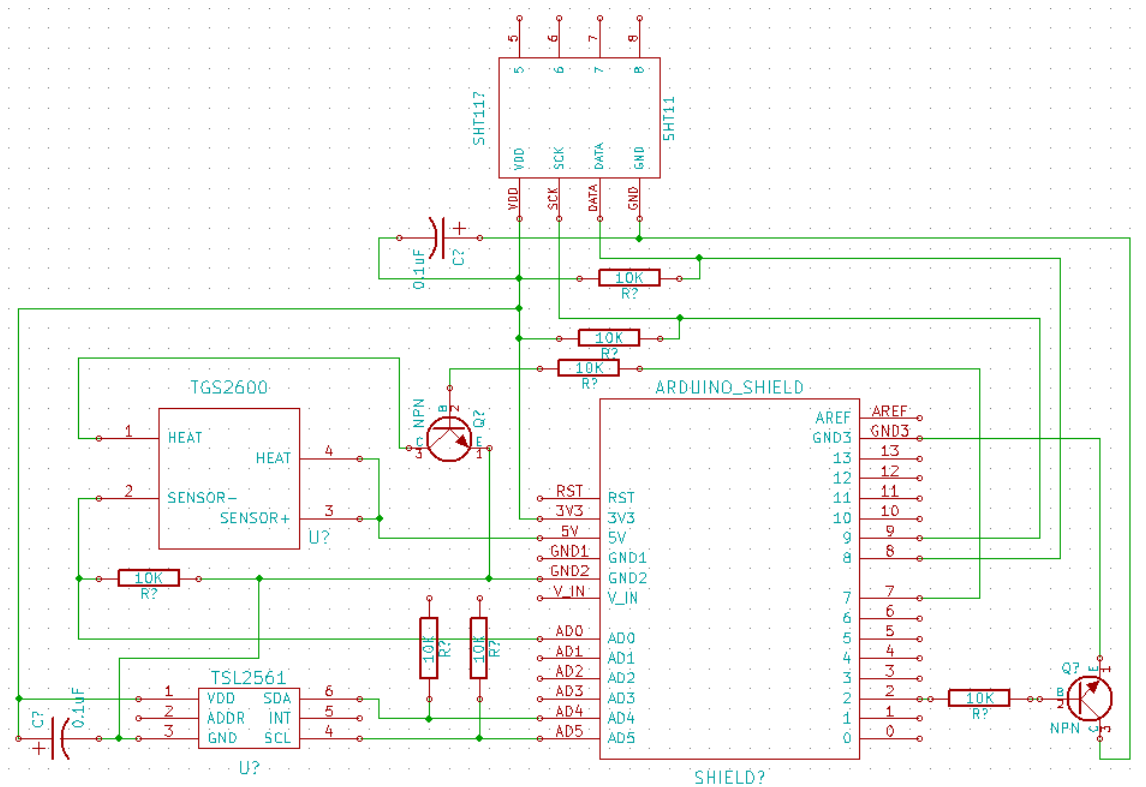 5 6 7 8
5 6 7 8
SHT11?
SHT11
VDD SCK DATA GND
VDD SCK DATA GND
0.1uF
C?
10K
R?
10K
R?
10K
R?
TGS2600
1 HEAT
HEAT 4
2 SENSOR-
SENSOR+ 3
U?
NPN
Q?
B
2
C
3
E
1
10K
R?
ARDUINO_SHIELD
AREF AREF
GND3 GND3
13 13
12 12
11 11
10 10
9 9
8 8
7 7
6 6
5 5
4 4
3 3
2 2
1 1
0 0
RST RST
3V3 3V3
5V 5V
GND1 GND1
GND2 GND2
V_IN V_IN
AD0 AD0
AD1 AD1
AD2 AD2
AD3 AD3
AD4 AD4
AD5 AD5
SHIELD?
10K
R?
10K
R?
TSL2561
1 VDD SDA 6
2 ADDR INT 5
3 GND SCL 4
U?
C?
0.1uF
10K
R?
Q?
E
1
B
2
C
3
NPN